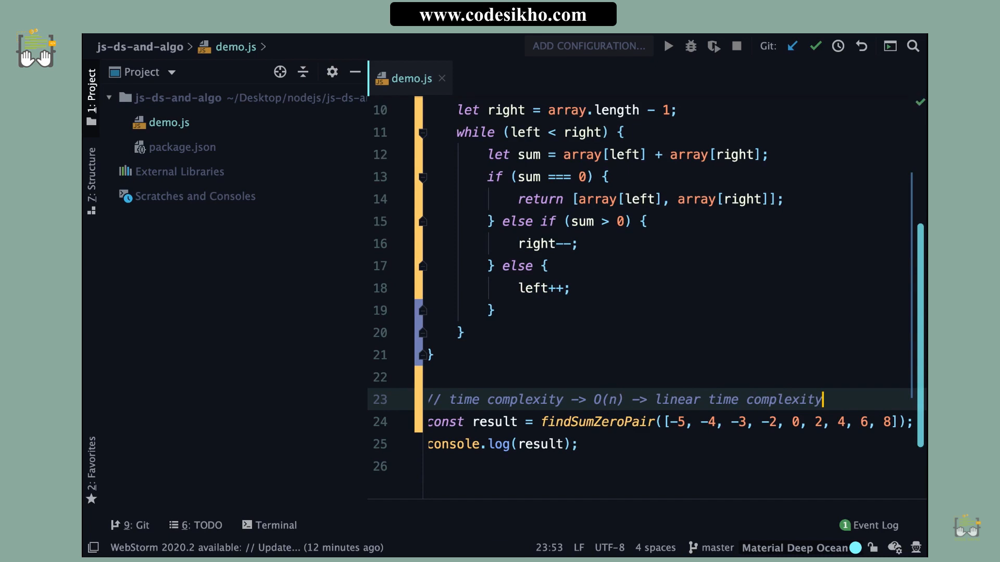 www.codesikho.com
js-ds-and-algo > demo.js >
ADD CONFIGURATION...
Git:
1: Project
Project
demo.js
js-ds-and-algo ~/Desktop/nodejs/js-ds-a
demo.js
package.json
External Libraries
Scratches and Consoles
7: Structure
2: Favorites
10 let right = array.length - 1;
11 while (left < right) {
12 let sum = array[left] + array[right];
13 if (sum === 0) {
14 return [array[left], array[right]];
15 } else if (sum > 0) {
16 right--;
17 } else {
18 left++;
19 }
20 }
21 }
22
23 // time complexity -> O(n) -> linear time complexity
24 const result = findSumZeroPair([-5, -4, -3, -2, 0, 2, 4, 6, 8]);
25 console.log(result);
26
9: Git
6: TODO
Terminal
1 Event Log
WebStorm 2020.2 available: // Update... (12 minutes ago)
23:53 LF UTF-8 4 spaces master Material Deep Ocean